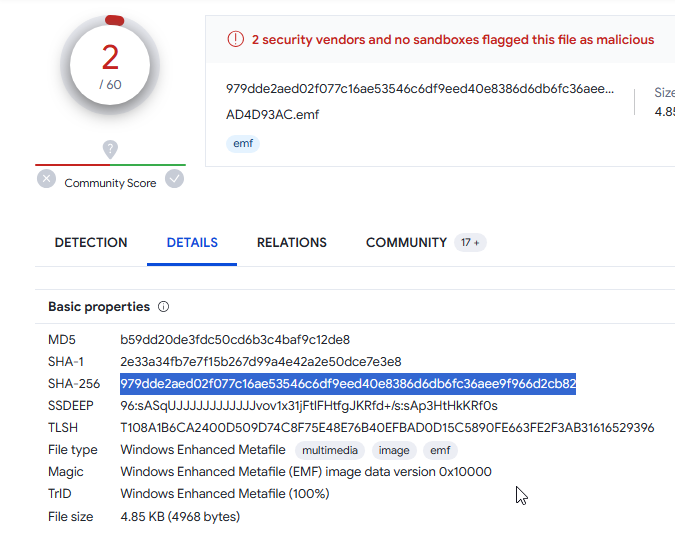 2
/ 60
Community Score
2 security vendors and no sandboxes flagged this file as malicious
979dde2aed02f077c16ae53546c6df9eed40e8386d6db6fc36aee...
AD4D93AC.emf
emf
Size
4.85
DETECTION DETAILS RELATIONS COMMUNITY 17 +
Basic properties
MD5 b59dd20de3fdc50cd6b3c4baf9c12de8
SHA-1 2e33a34fb7e7f15b267d99a4e42a2e50dce7e3e8
SHA-256 979dde2aed02f077c16ae53546c6df9eed40e8386d6db6fc36aee9f966d2cb82
SSDEEP 96:sASqUJJJJJJJJJJJJvov1x31jFtIFHtfgJKRfd+/s:sAp3HtHkKRf0s
TLSH T108A1B6CA2400D509D74C8F75E48E76B40EFBAD0D15C5890FE663FE2F3AB31616529396
File type Windows Enhanced Metafile multimedia image emf
Magic Windows Enhanced Metafile (EMF) image data version 0x10000
TrID Windows Enhanced Metafile (100%)
File size 4.85 KB (4968 bytes)